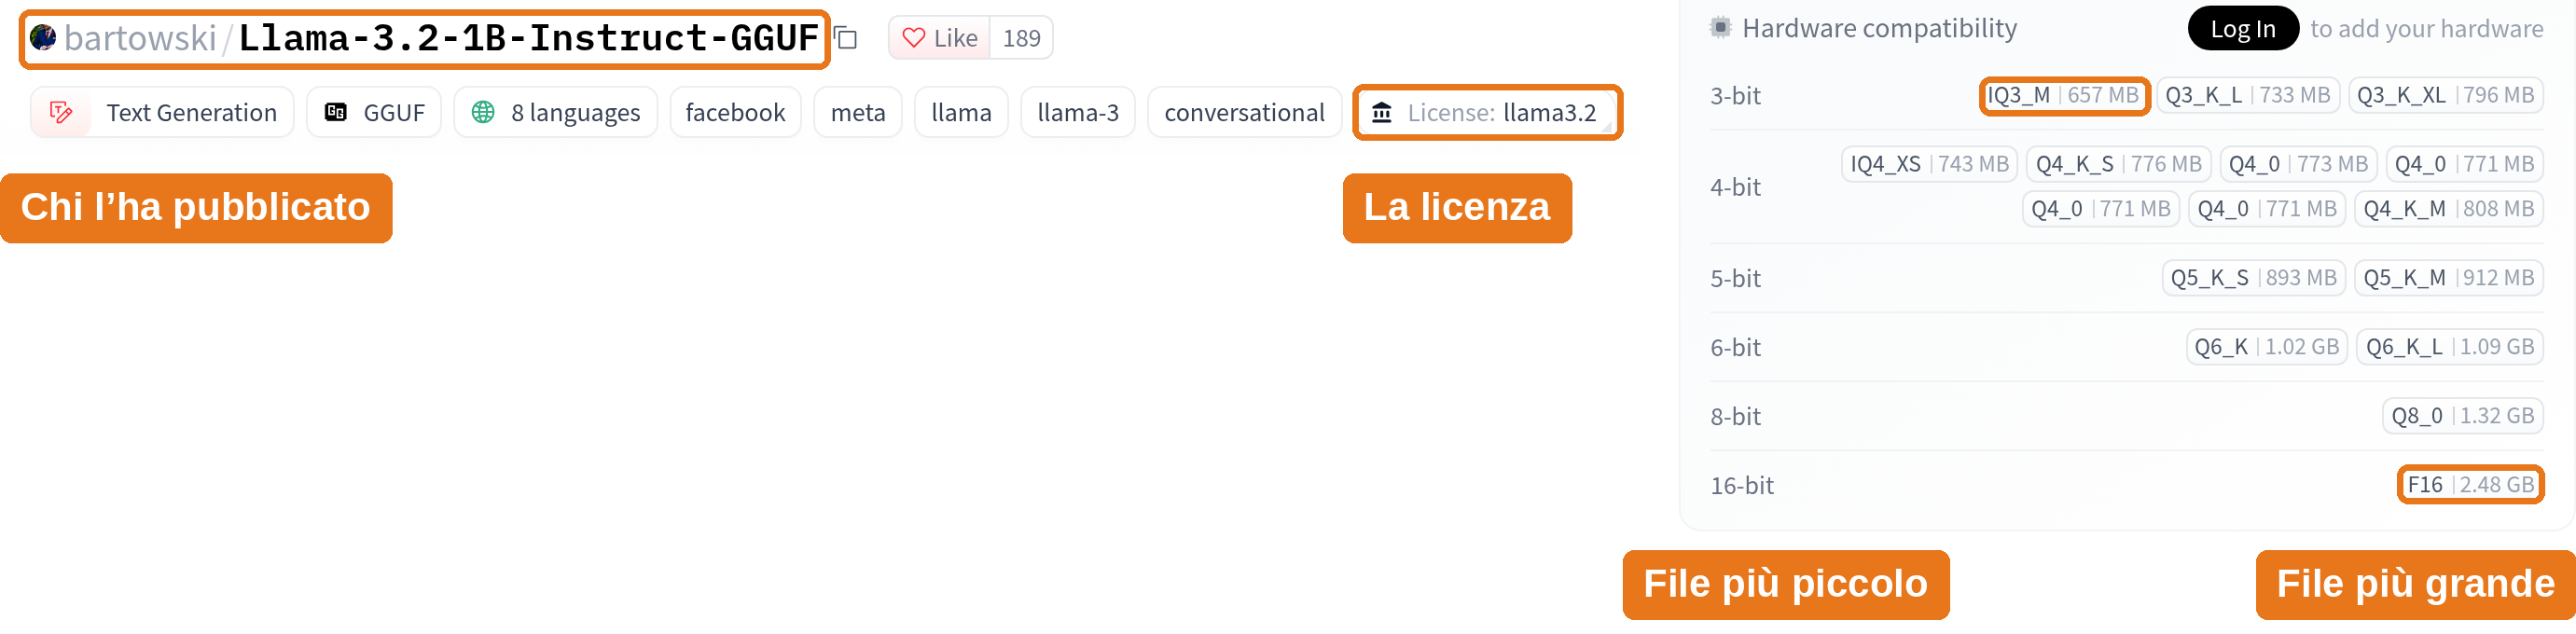 bartowski/Llama-3.2-1B-Instruct-GGUF
Like 189
Text Generation GGUF 8 languages facebook meta llama llama-3 conversational License: llama3.2
Chi l’ha pubblicato
La licenza
Hardware compatibility Log In to add your hardware
3-bit IQ3_M 657 MB Q3_K_L 733 MB Q3_K_XL 796 MB
4-bit IQ4_XS 743 MB Q4_K_S 776 MB Q4_0 773 MB Q4_0 771 MB
Q4_0 771 MB Q4_0 771 MB Q4_K_M 808 MB
5-bit Q5_K_S 893 MB Q5_K_M 912 MB
6-bit Q6_K 1.02 GB Q6_K_L 1.09 GB
8-bit Q8_0 1.32 GB
16-bit F16 2.48 GB
File più piccolo
File più grande